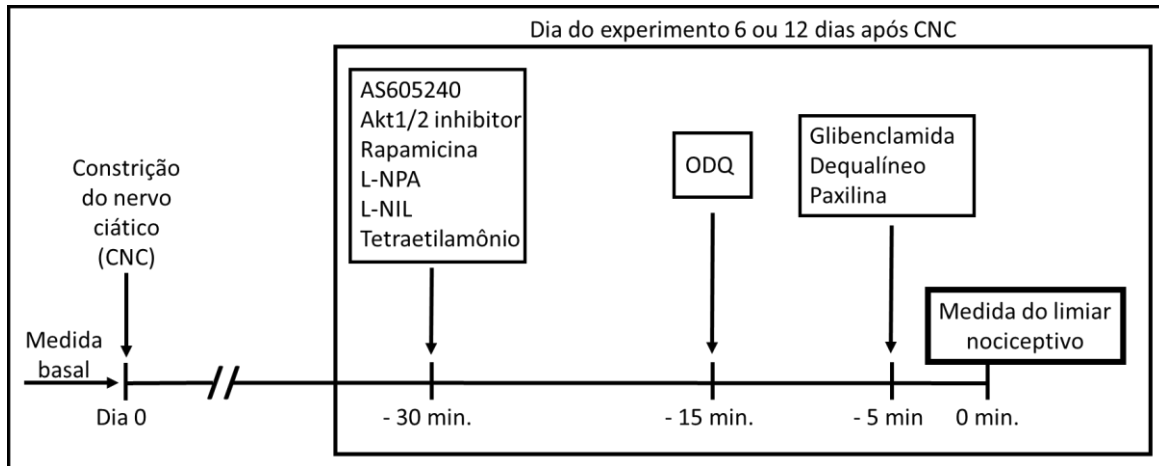 Dia do experimento 6 ou 12 dias após CNC
AS605240
Akt1/2 inhibitor
Rapamicina
L-NPA
L-NIL
Tetraetilamônio
ODQ
Glibenclamida
Dequalíneo
Paxilina
Constrição
do nervo
ciático
(CNC)
Medida do limiar
nociceptivo
Medida
basal
Dia 0
- 30 min.
- 15 min.
- 5 min
0 min.